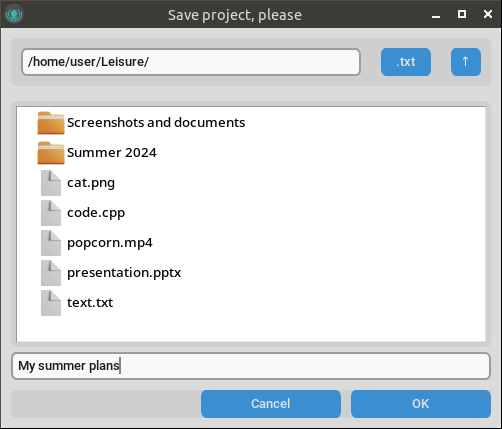 Save project, please
/home/user/Leisure/
.txt
↑
Screenshots and documents
Summer 2024
cat.png
code.cpp
popcorn.mp4
presentation.pptx
text.txt
My summer plans
Cancel
OK